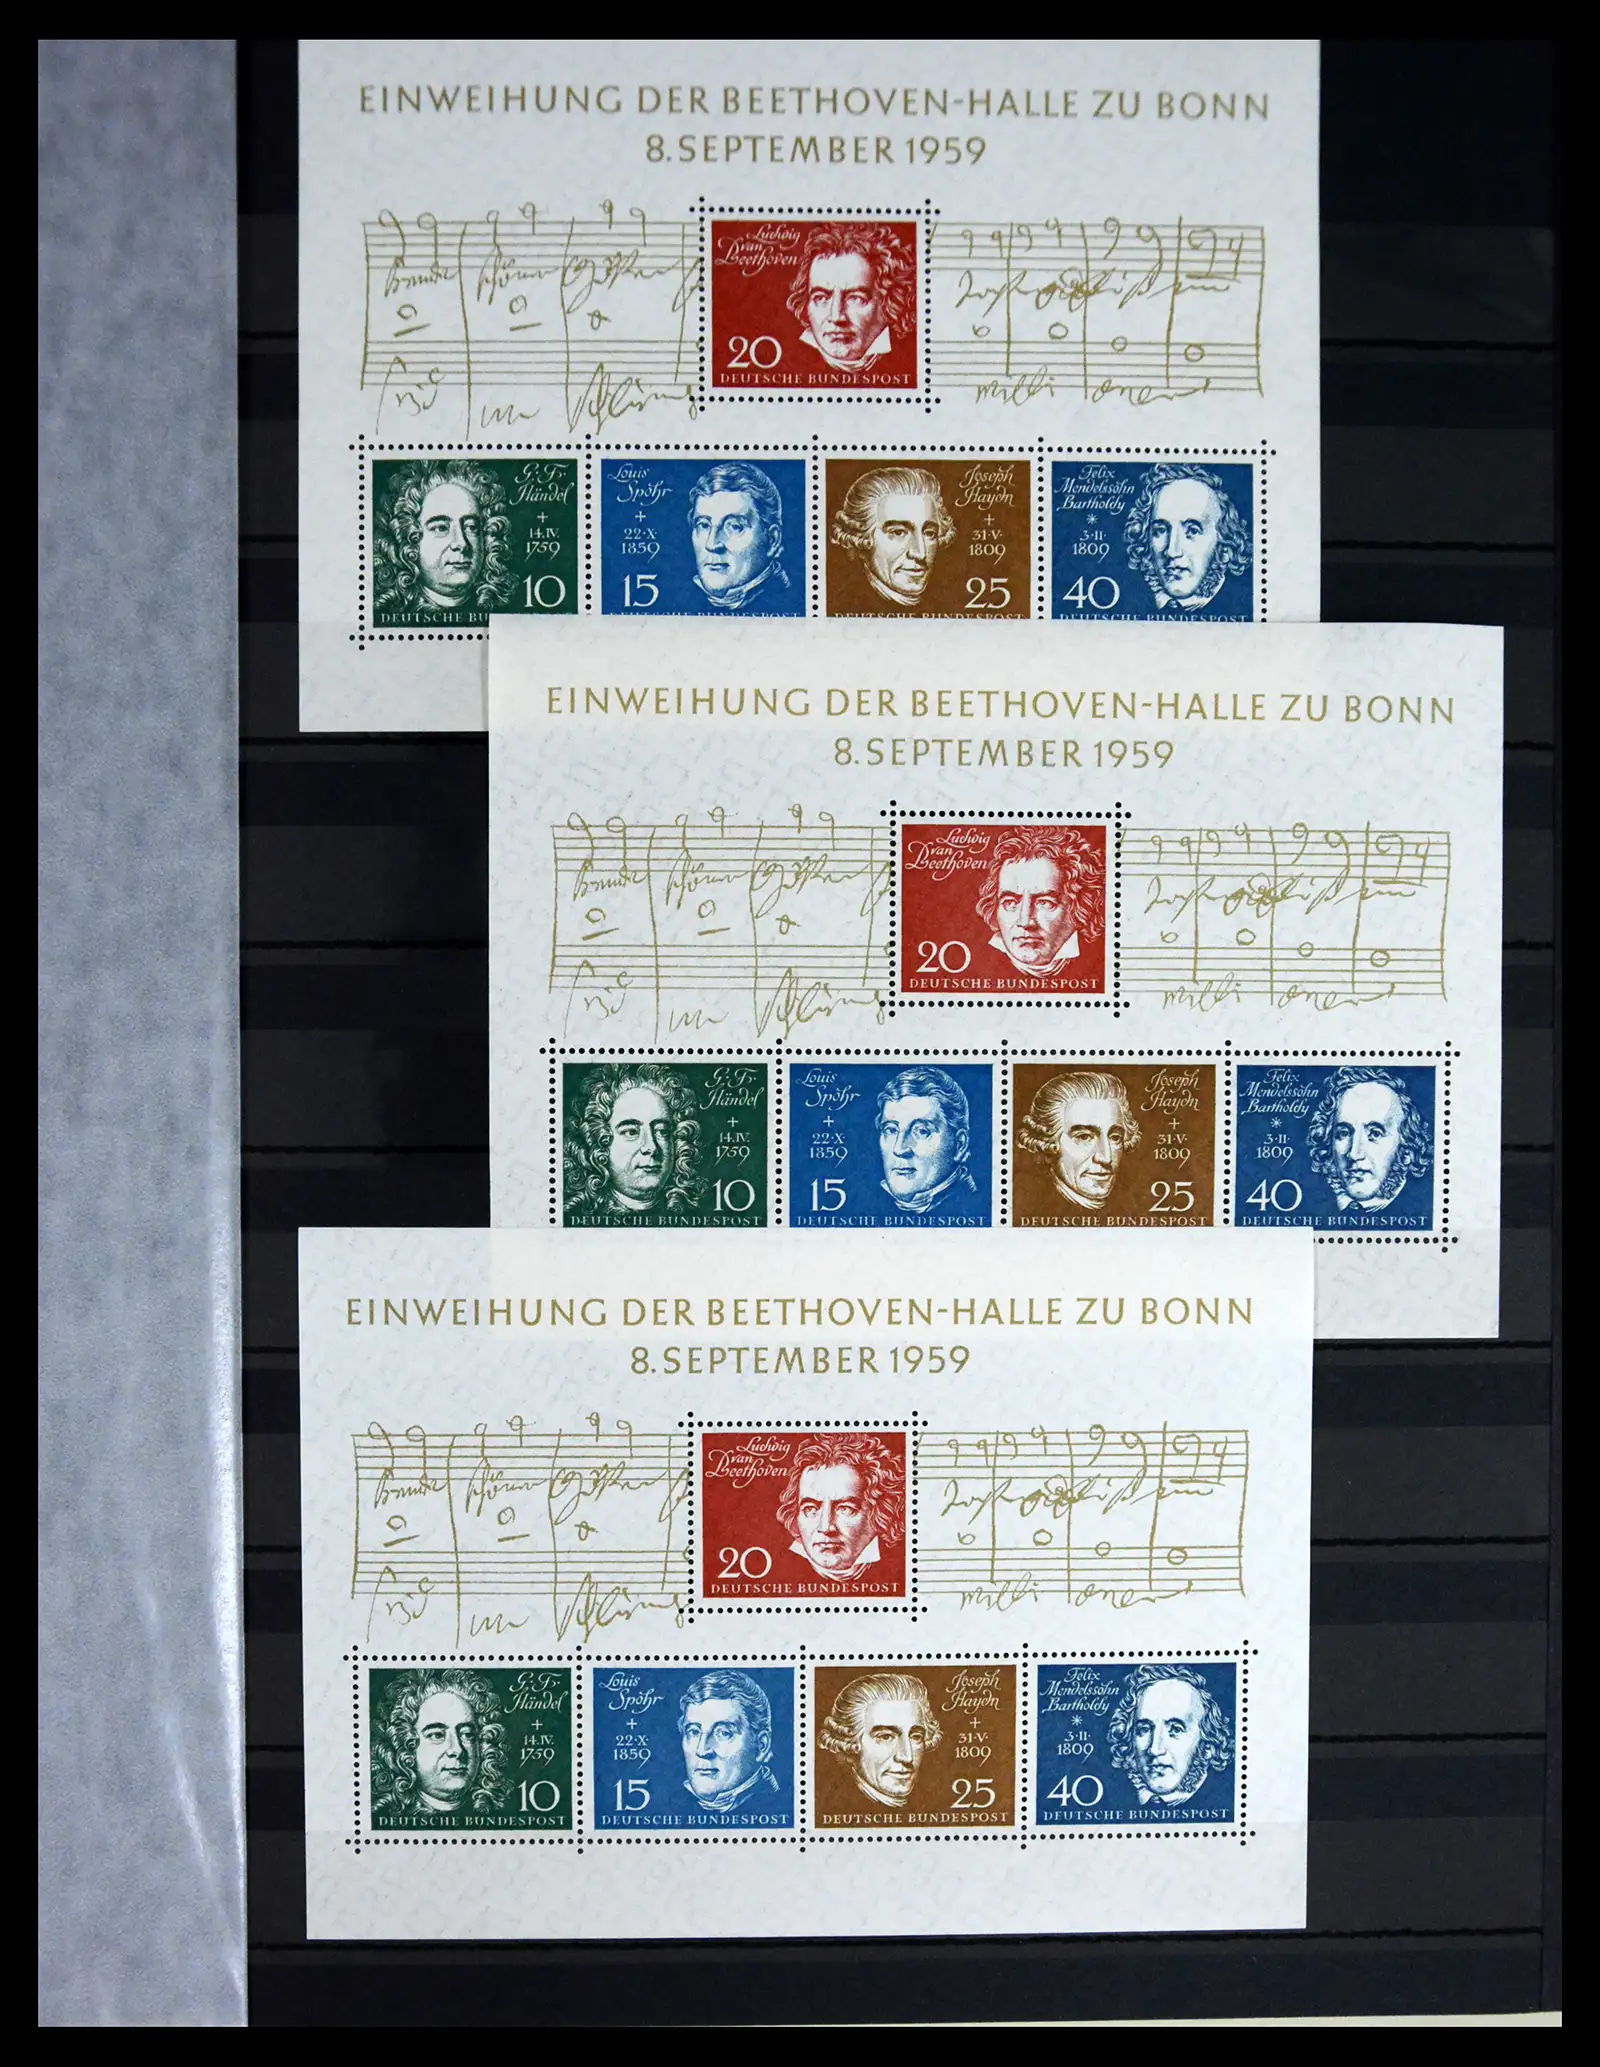 EINWEIHUNG DER BEETHOVEN-HALLE ZU BONN
8. SEPTEMBER 1959
Ludwig
van
Beethoven
20
DEUTSCHE BUNDESPOST
G. Fr.
Händel
+
14.IV.
1759
10
DEUTSCHE BU
Louis
Spohr
+
22·X·
1859
15
DEUTSCHE BUNDESPOST
Joseph
Haydn
+
31·V·
1809
25
DEUTSCHE BUNDESPOST
Felix
Mendelssohn
Bartholdy
*
3·II·
1809
40
DEUTSCHE BUNDESPOST
EINWEIHUNG DER BEETHOVEN-HALLE ZU BONN
8. SEPTEMBER 1959
Ludwig
van
Beethoven
20
DEUTSCHE BUNDESPOST
G. Fr.
Händel
+
14.IV.
1759
10
DEUTSCHE BUNDESPOST
Louis
Spohr
+
22·X·
1859
15
DEUTSCHE BUNDESPOST
Joseph
Haydn
+
31·V·
1809
25
DEUTSCHE BUNDESPOST
Felix
Mendelssohn
Bartholdy
*
3·II·
1809
40
DEUTSCHE BUNDESPOST
EINWEIHUNG DER BEETHOVEN-HALLE ZU BONN
8. SEPTEMBER 1959
Ludwig
van
Beethoven
20
DEUTSCHE BUNDESPOST
G. Fr.
Händel
+
14.IV.
1759
10
DEUTSCHE BUNDESPOST
Louis
Spohr
+
22·X·
1859
15
DEUTSCHE BUNDESPOST
Joseph
Haydn
+
31·V·
1809
25
DEUTSCHE BUNDESPOST
Felix
Mendelssohn
Bartholdy
*
3·II·
1809
40
DEUTSCHE BUNDESPOST